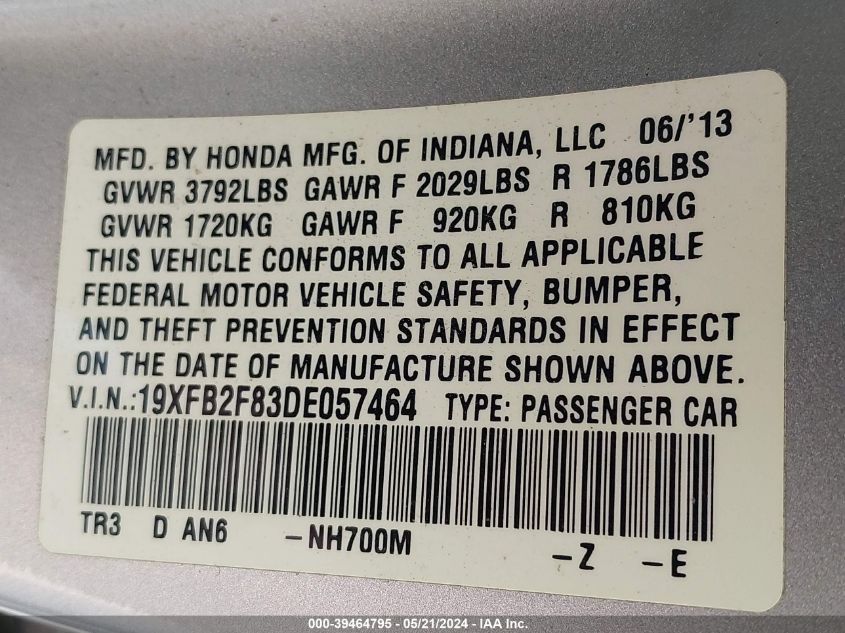 MFD. BY HONDA MFG. OF INDIANA, LLC 06/'13
GVWR 3792LBS GAWR F 2029LBS R 1786LBS
GVWR 1720KG GAWR F 920KG R 810KG
THIS VEHICLE CONFORMS TO ALL APPLICABLE
FEDERAL MOTOR VEHICLE SAFETY, BUMPER,
AND THEFT PREVENTION STANDARDS IN EFFECT
ON THE DATE OF MANUFACTURE SHOWN ABOVE.
V.I.N.:19XFB2F83DE057464 TYPE: PASSENGER CAR
TR3 D AN6 -NH700M -Z -E
000-39464795 - 05/21/2024 - IAA Inc.